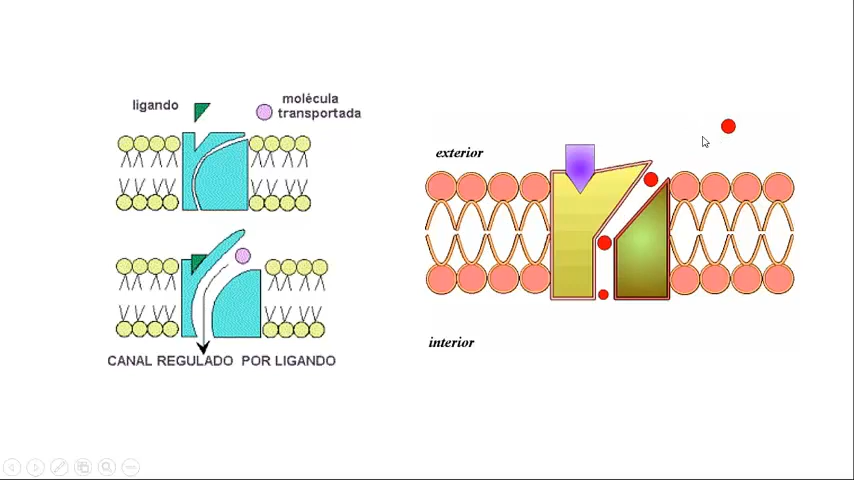 ligando
molécula
transportada
CANAL REGULADO POR LIGANDO
exterior
interior